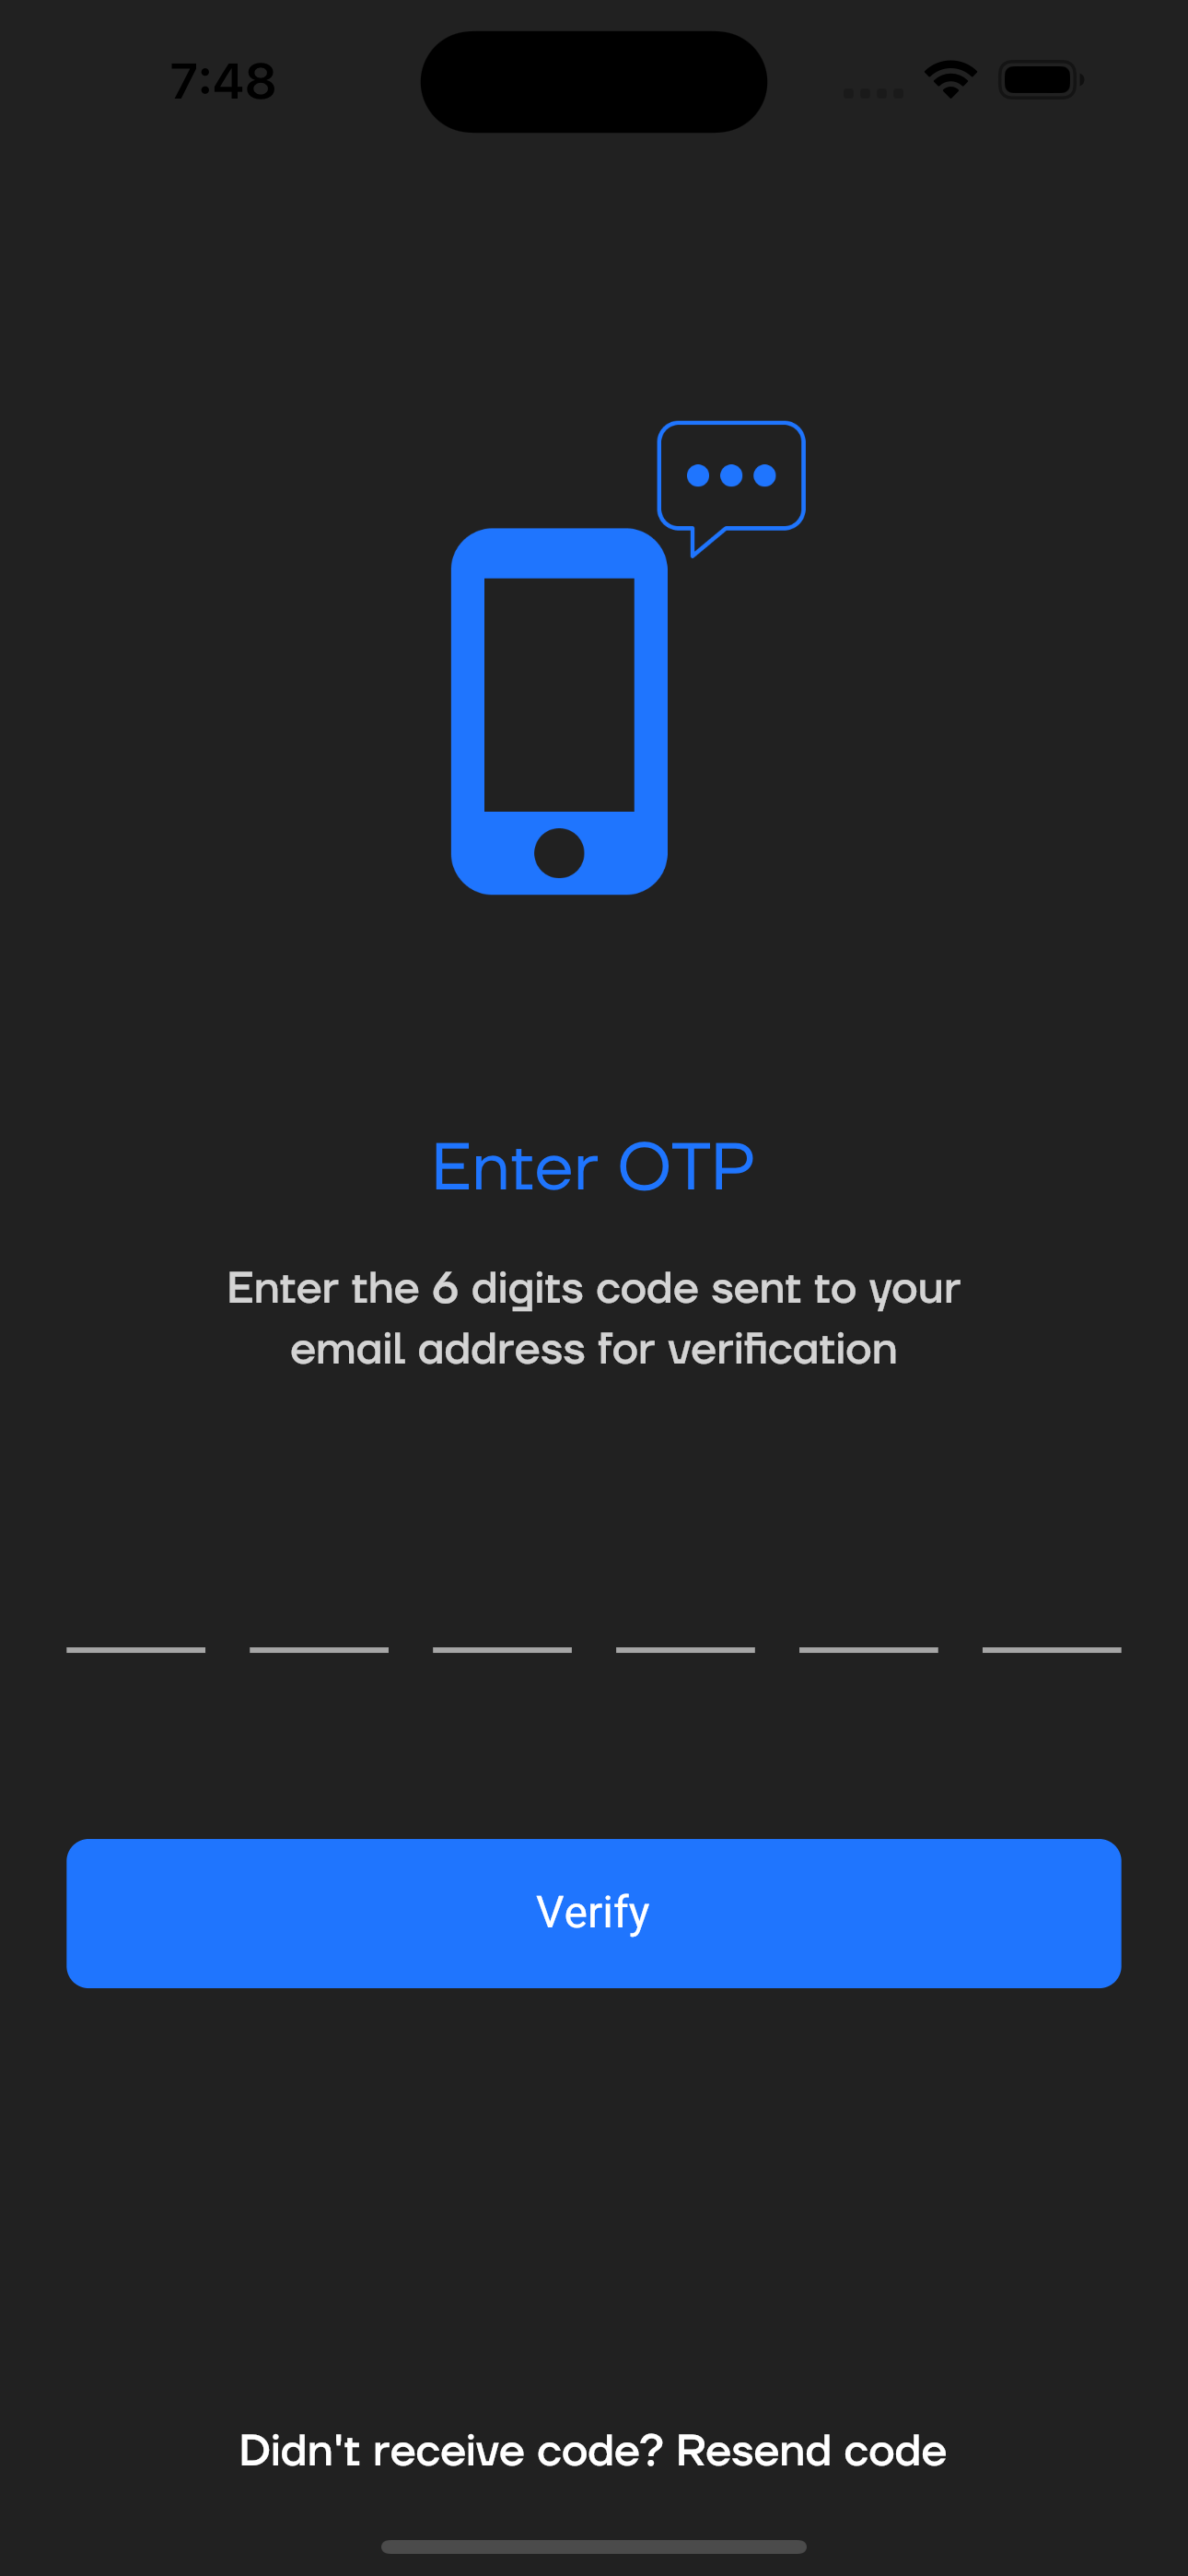 7:48
Enter OTP
Enter the 6 digits code sent to your
email address for verification
Verify
Didn't receive code? Resend code